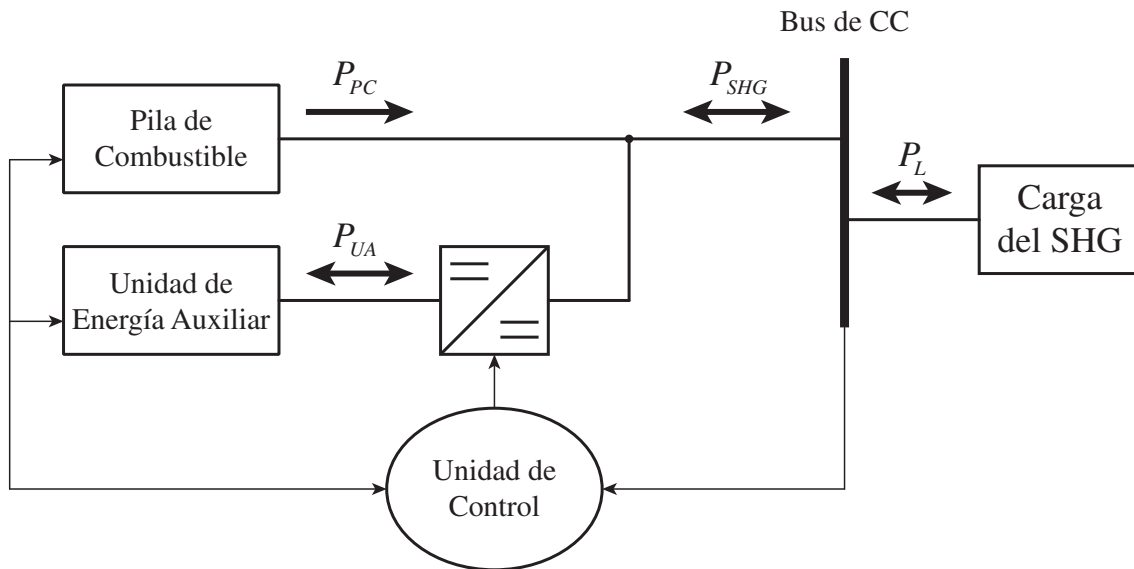 Bus de CC
P_PC
P_SHG
Pila de
Combustible
P_L
Carga
del SHG
P_UA
Unidad de
Energía Auxiliar
Unidad de
Control